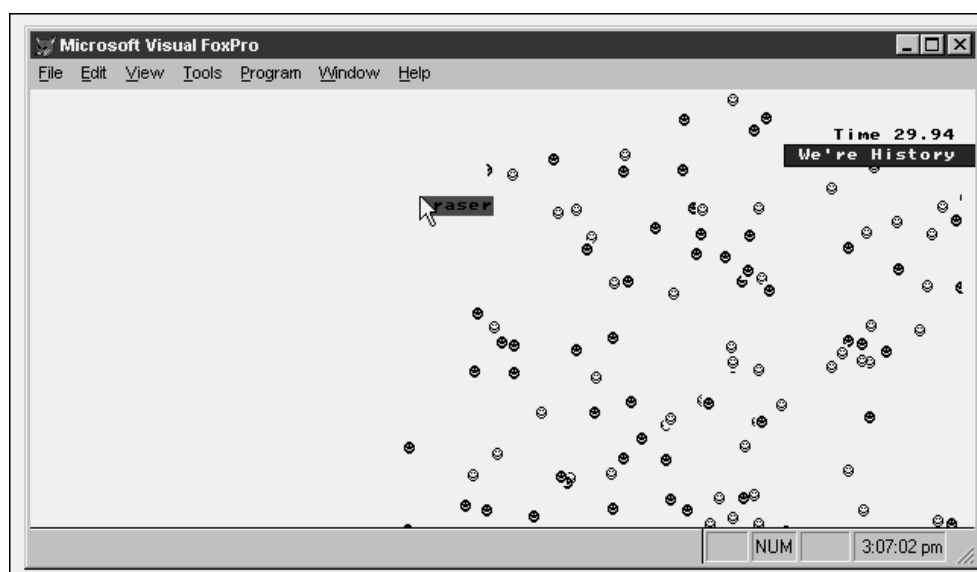 Microsoft Visual FoxPro
File Edit View Tools Program Window Help
Time 29.94
We're History
raser
NUM 3:07:02 pm